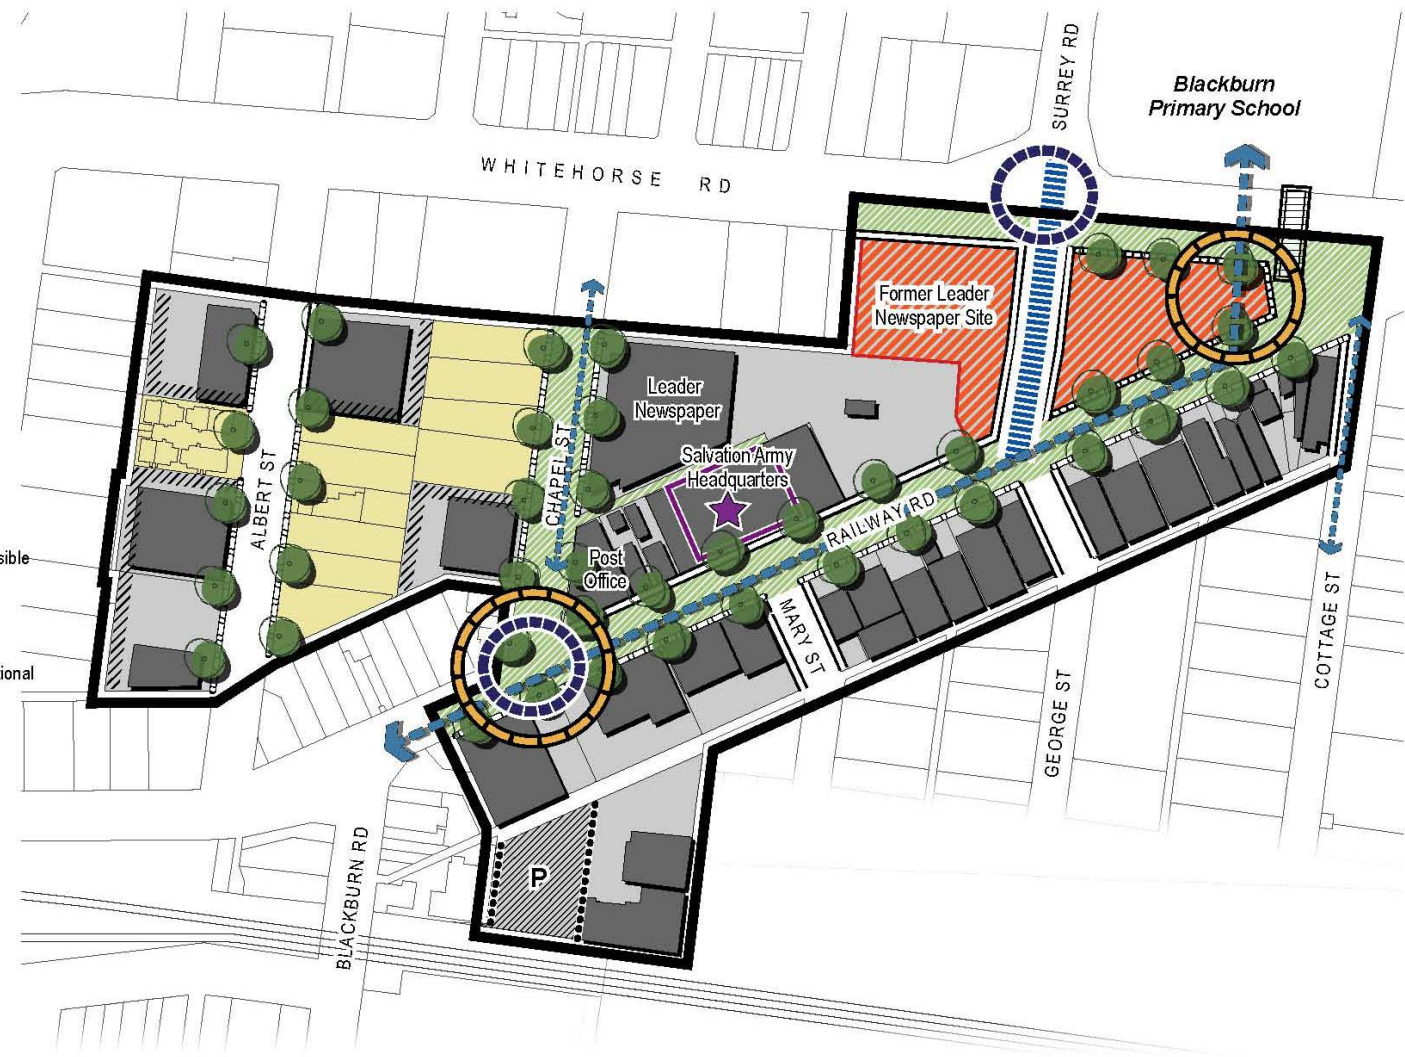 SURREY RD
Blackburn
Primary School
WHITEHORSE RD
Former Leader
Newspaper Site
Leader
Newspaper
CHAPEL ST
Salvation Army
Headquarters
ALBERT ST
RAILWAY RD
Post
Office
sible
MARY ST
COTTAGE ST
tional
GEORGE ST
BLACKBURN RD
P